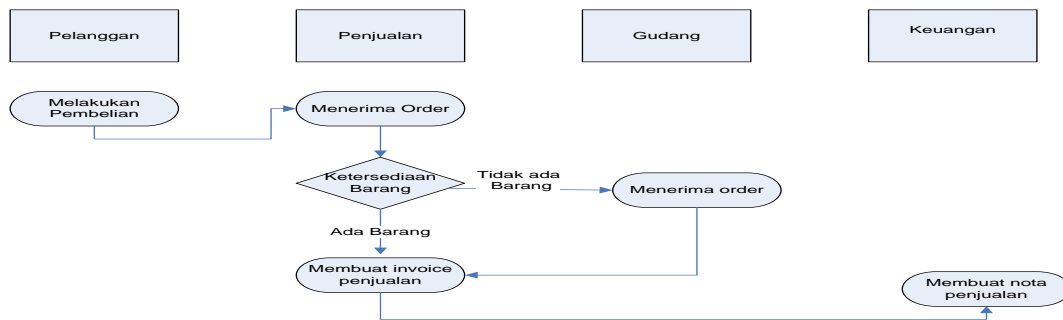 Pelanggan
Penjualan
Gudang
Keuangan
Melakukan
Pembelian
Menerima Order
Ketersediaan
Barang
Tidak ada
Barang
Menerima order
Ada Barang
Membuat invoice
penjualan
Membuat nota
penjualan